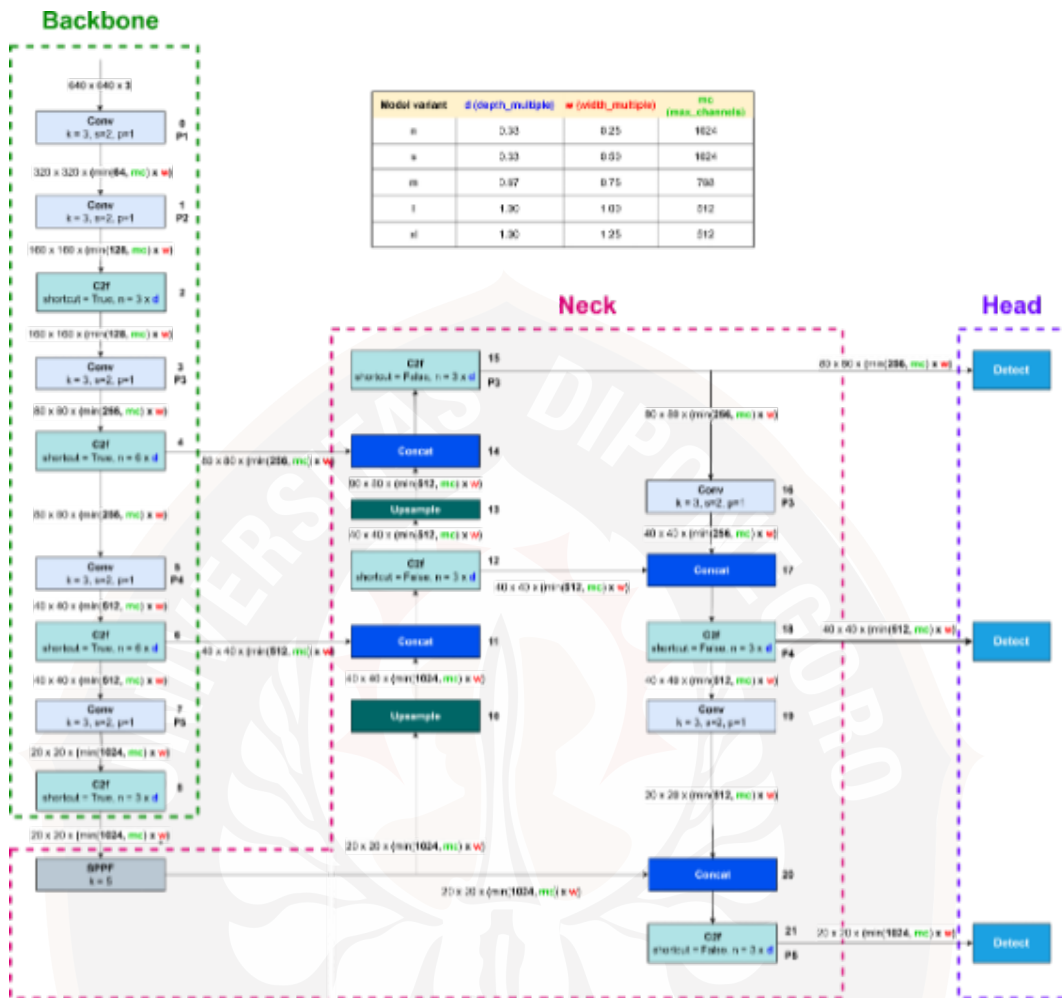 Backbone
640 x 640 x 3
Conv
k = 3, s=2, p=1
0
P1
320 x 320 x (min(64, mc) x w)
Conv
k = 3, s=2, p=1
1
P2
160 x 160 x (min(128, mc) x w)
C2f
shortcut = True, n = 3 x d
2
160 x 160 x (min(128, mc) x w)
Conv
k = 3, s=2, p=1
3
P3
80 x 80 x (min(256, mc) x w)
C2f
shortcut = True, n = 6 x d
4
80 x 80 x (min(256, mc) x w)
80 x 80 x (min(256, mc) x w)
Conv
k = 3, s=2, p=1
5
P4
40 x 40 x (min(512, mc) x w)
C2f
shortcut = True, n = 6 x d
6
40 x 40 x (min(512, mc) x w)
40 x 40 x (min(512, mc) x w)
Conv
k = 3, s=2, p=1
7
P5
20 x 20 x (min(1024, mc) x w)
C2f
shortcut = True, n = 3 x d
20 x 20 x (min(1024, mc) x w)
SPPF
k = 5
Model variant d (depth_multiple) w (width_multiple) mc (max_channels)
n 0.33 0.25 1024
s 0.33 0.50 1024
m 0.67 0.75 768
l 1.00 1.00 512
xl 1.00 1.25 512
Neck
C2f
shortcut = False, n = 3 x d
15
P3
Concat
14
80 x 80 x (min(512, mc) x w)
Upsample
13
40 x 40 x (min(512, mc) x w)
C2f
shortcut = False, n = 3 x d
12
40 x 40 x (min(512, mc) x w)
Concat
11
40 x 40 x (min(1024, mc) x w)
Upsample
10
20 x 20 x (min(1024, mc) x w)
20 x 20 x (min(1024, mc) x w)
80 x 80 x (min(256, mc) x w)
80 x 80 x (min(256, mc) x w)
Conv
k = 3, s=2, p=1
16
P3
40 x 40 x (min(256, mc) x w)
Concat
17
C2f
shortcut = False, n = 3 x d
18
P4
40 x 40 x (min(512, mc) x w)
40 x 40 x (min(512, mc) x w)
Conv
k = 3, s=2, p=1
19
20 x 20 x (min(512, mc) x w)
Concat
20
C2f
shortcut = False, n = 3 x d
21
P5
20 x 20 x (min(1024, mc) x w)
Head
Detect
Detect
Detect
UNIVERSITAS DIPONEGORO